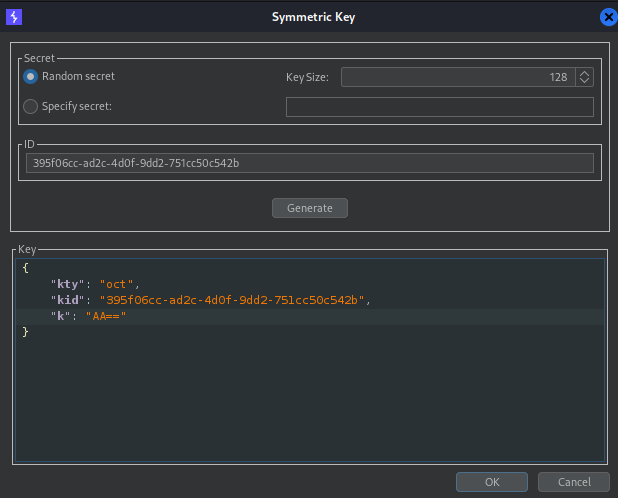 Symmetric Key
Secret
Random secret
Key Size:
128
Specify secret:
ID
395f06cc-ad2c-4d0f-9dd2-751cc50c542b
Generate
Key
{
    "kty": "oct",
    "kid": "395f06cc-ad2c-4d0f-9dd2-751cc50c542b",
    "k": "AA=="
}
OK
Cancel